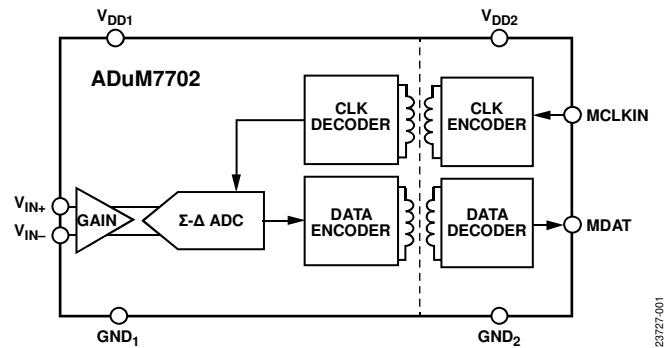 VDD1
VDD2
ADuM7702
CLK
DECODER
CLK
ENCODER
MCLKIN
VIN+
VIN–
GAIN
Σ-Δ ADC
DATA
ENCODER
DATA
DECODER
MDAT
GND1
GND2
23727-001